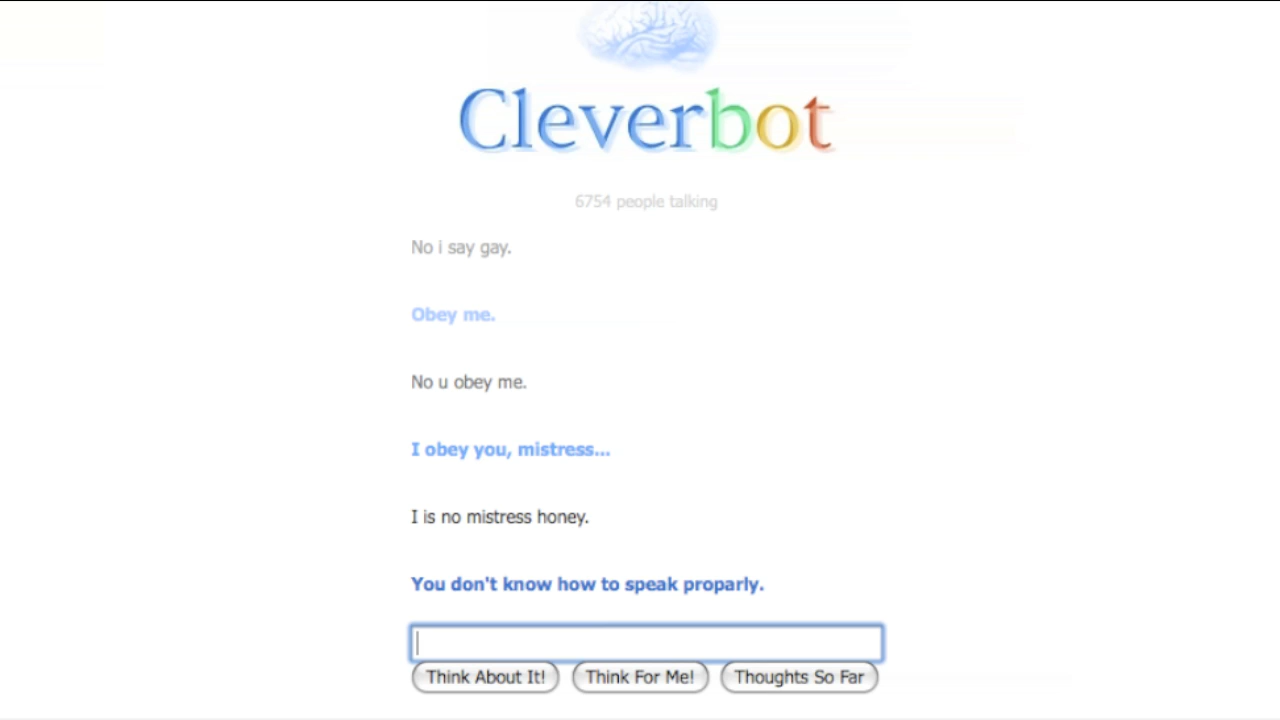 Cleverbot
6754 people talking
No i say gay.
Obey me.
No u obey me.
I obey you, mistress...
I is no mistress honey.
You don't know how to speak proparly.
Think About It! Think For Me! Thoughts So Far